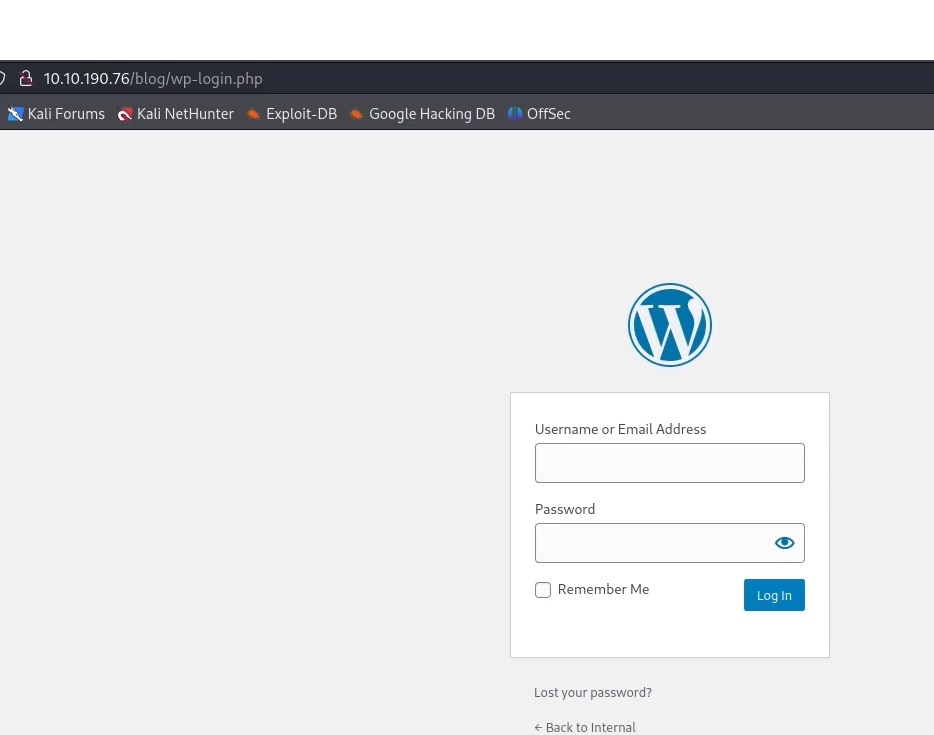 10.10.190.76/blog/wp-login.php
Kali Forums Kali NetHunter Exploit-DB Google Hacking DB OffSec
Username or Email Address
Password
Remember Me Log In
Lost your password?
← Back to Internal